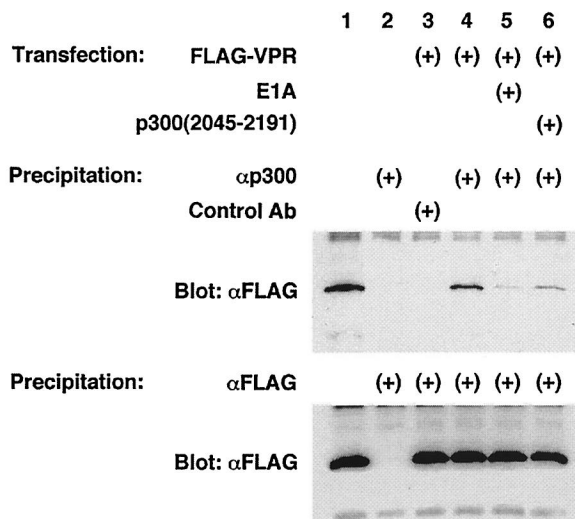 1 2 3 4 5 6
Transfection: FLAG-VPR (+) (+) (+) (+)
E1A (+)
p300(2045-2191) (+)
Precipitation: αp300 (+) (+) (+) (+)
Control Ab (+)
Blot: αFLAG
Precipitation: αFLAG (+) (+) (+) (+) (+)
Blot: αFLAG